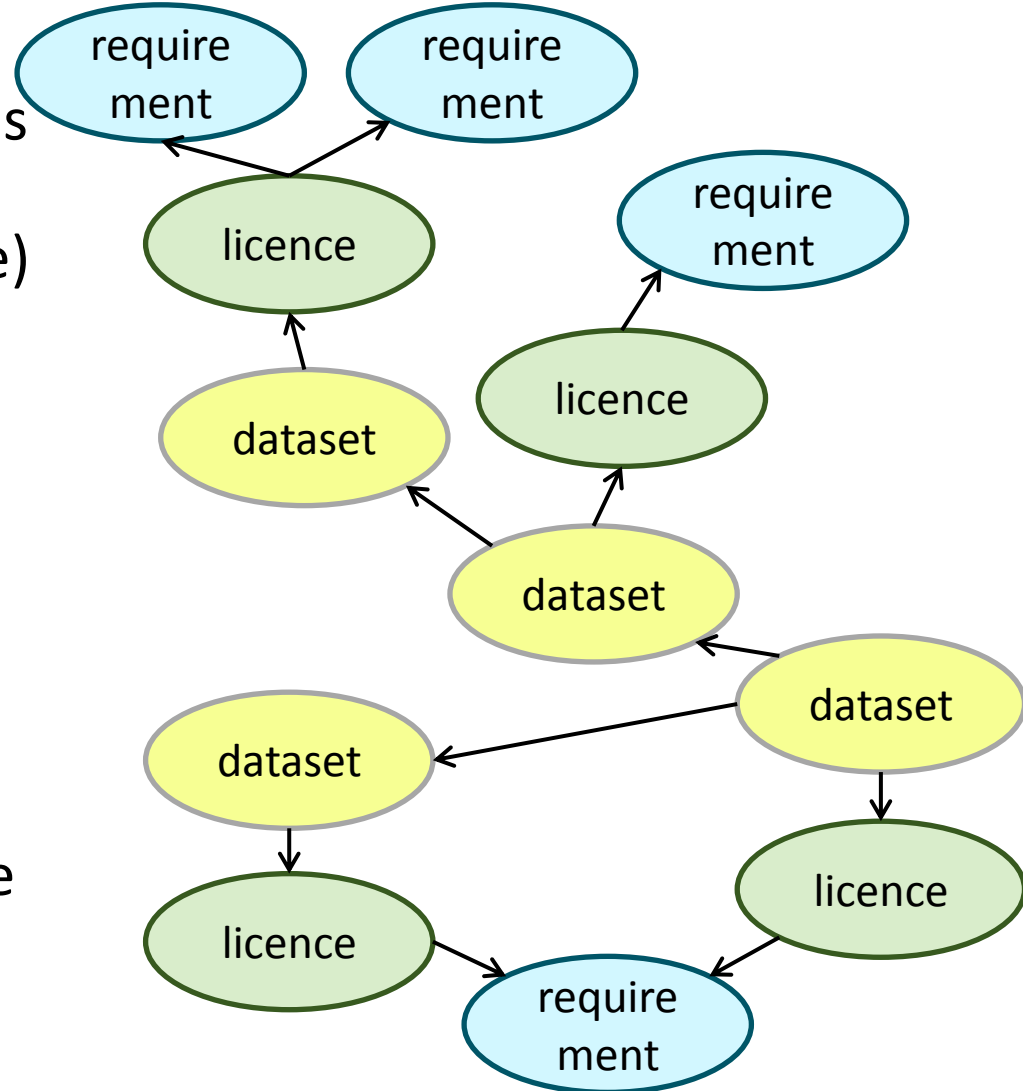 require
ment
require
ment
s
require
ment
licence
e)
licence
dataset
dataset
dataset
dataset
e
licence
licence
require
ment